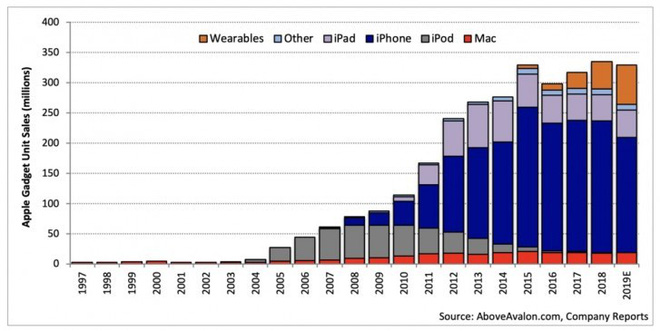 Wearables Other iPad iPhone iPod Mac
Apple Gadget Unit Sales (millions)
400
350
300
250
200
150
100
50
0
1997 1998 1999 2000 2001 2002 2003 2004 2005 2006 2007 2008 2009 2010 2011 2012 2013 2014 2015 2016 2017 2018 2019E
Source: AboveAvalon.com, Company Reports